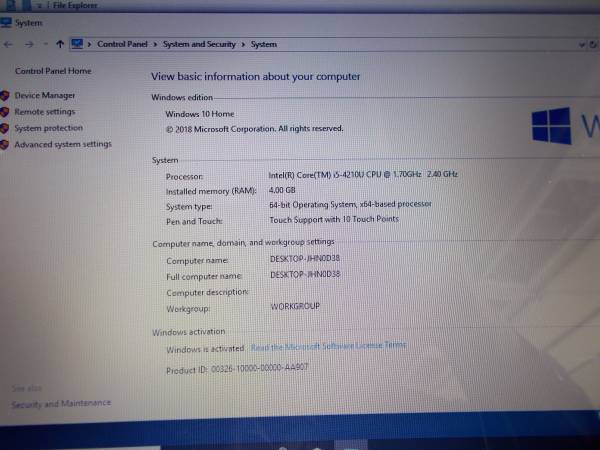 File Explorer
System
Control Panel > System and Security > System
Control Panel Home
View basic information about your computer
Device Manager
Remote settings
System protection
Advanced system settings
Windows edition
Windows 10 Home
© 2018 Microsoft Corporation. All rights reserved.
W
System
Processor: Intel(R) Core(TM) i5-4210U CPU @ 1.70GHz 2.40 GHz
Installed memory (RAM): 4.00 GB
System type: 64-bit Operating System, x64-based processor
Pen and Touch: Touch Support with 10 Touch Points
Computer name, domain, and workgroup settings
Computer name: DESKTOP-JHN0D38
Full computer name: DESKTOP-JHN0D38
Computer description:
Workgroup: WORKGROUP
Windows activation
Windows is activated Read the Microsoft Software License Terms
Product ID: 00326-10000-00000-AA907
See also
Security and Maintenance